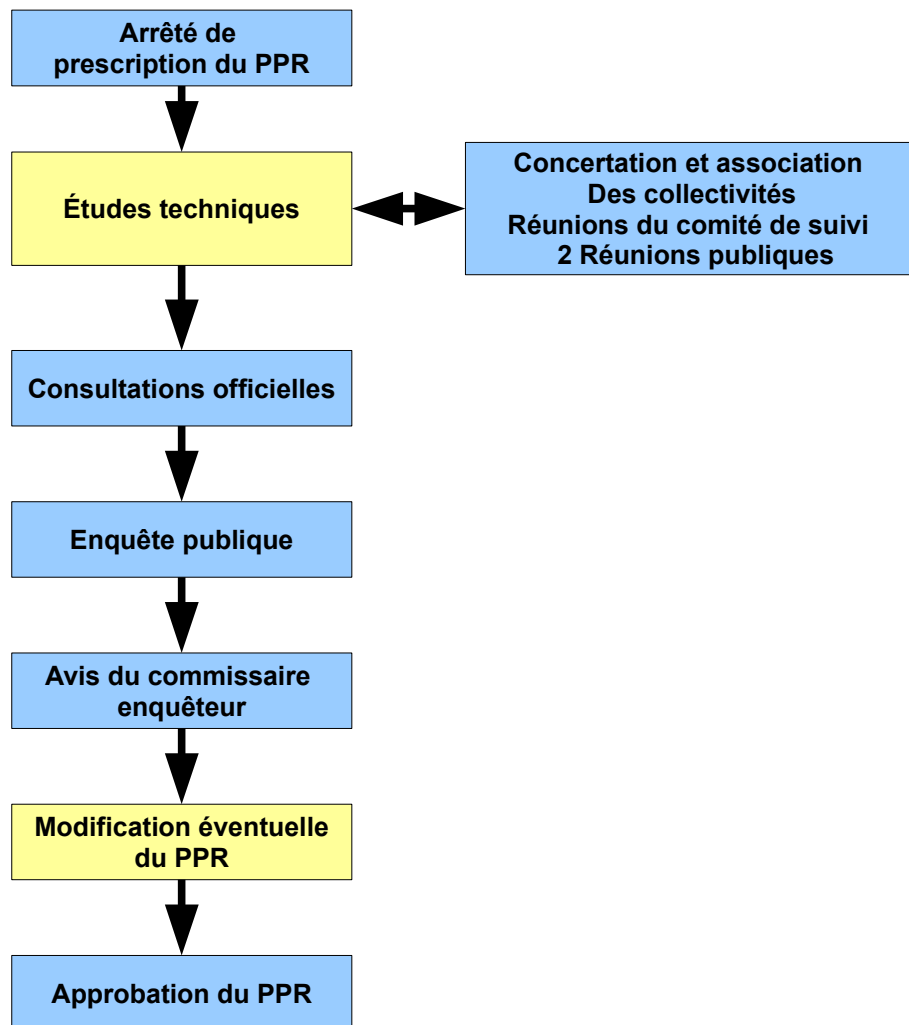 Arrêté de
prescription du PPR
Études techniques
Concertation et association
Des collectivités
Réunions du comité de suivi
2 Réunions publiques
Consultations officielles
Enquête publique
Avis du commissaire
enquêteur
Modification éventuelle
du PPR
Approbation du PPR